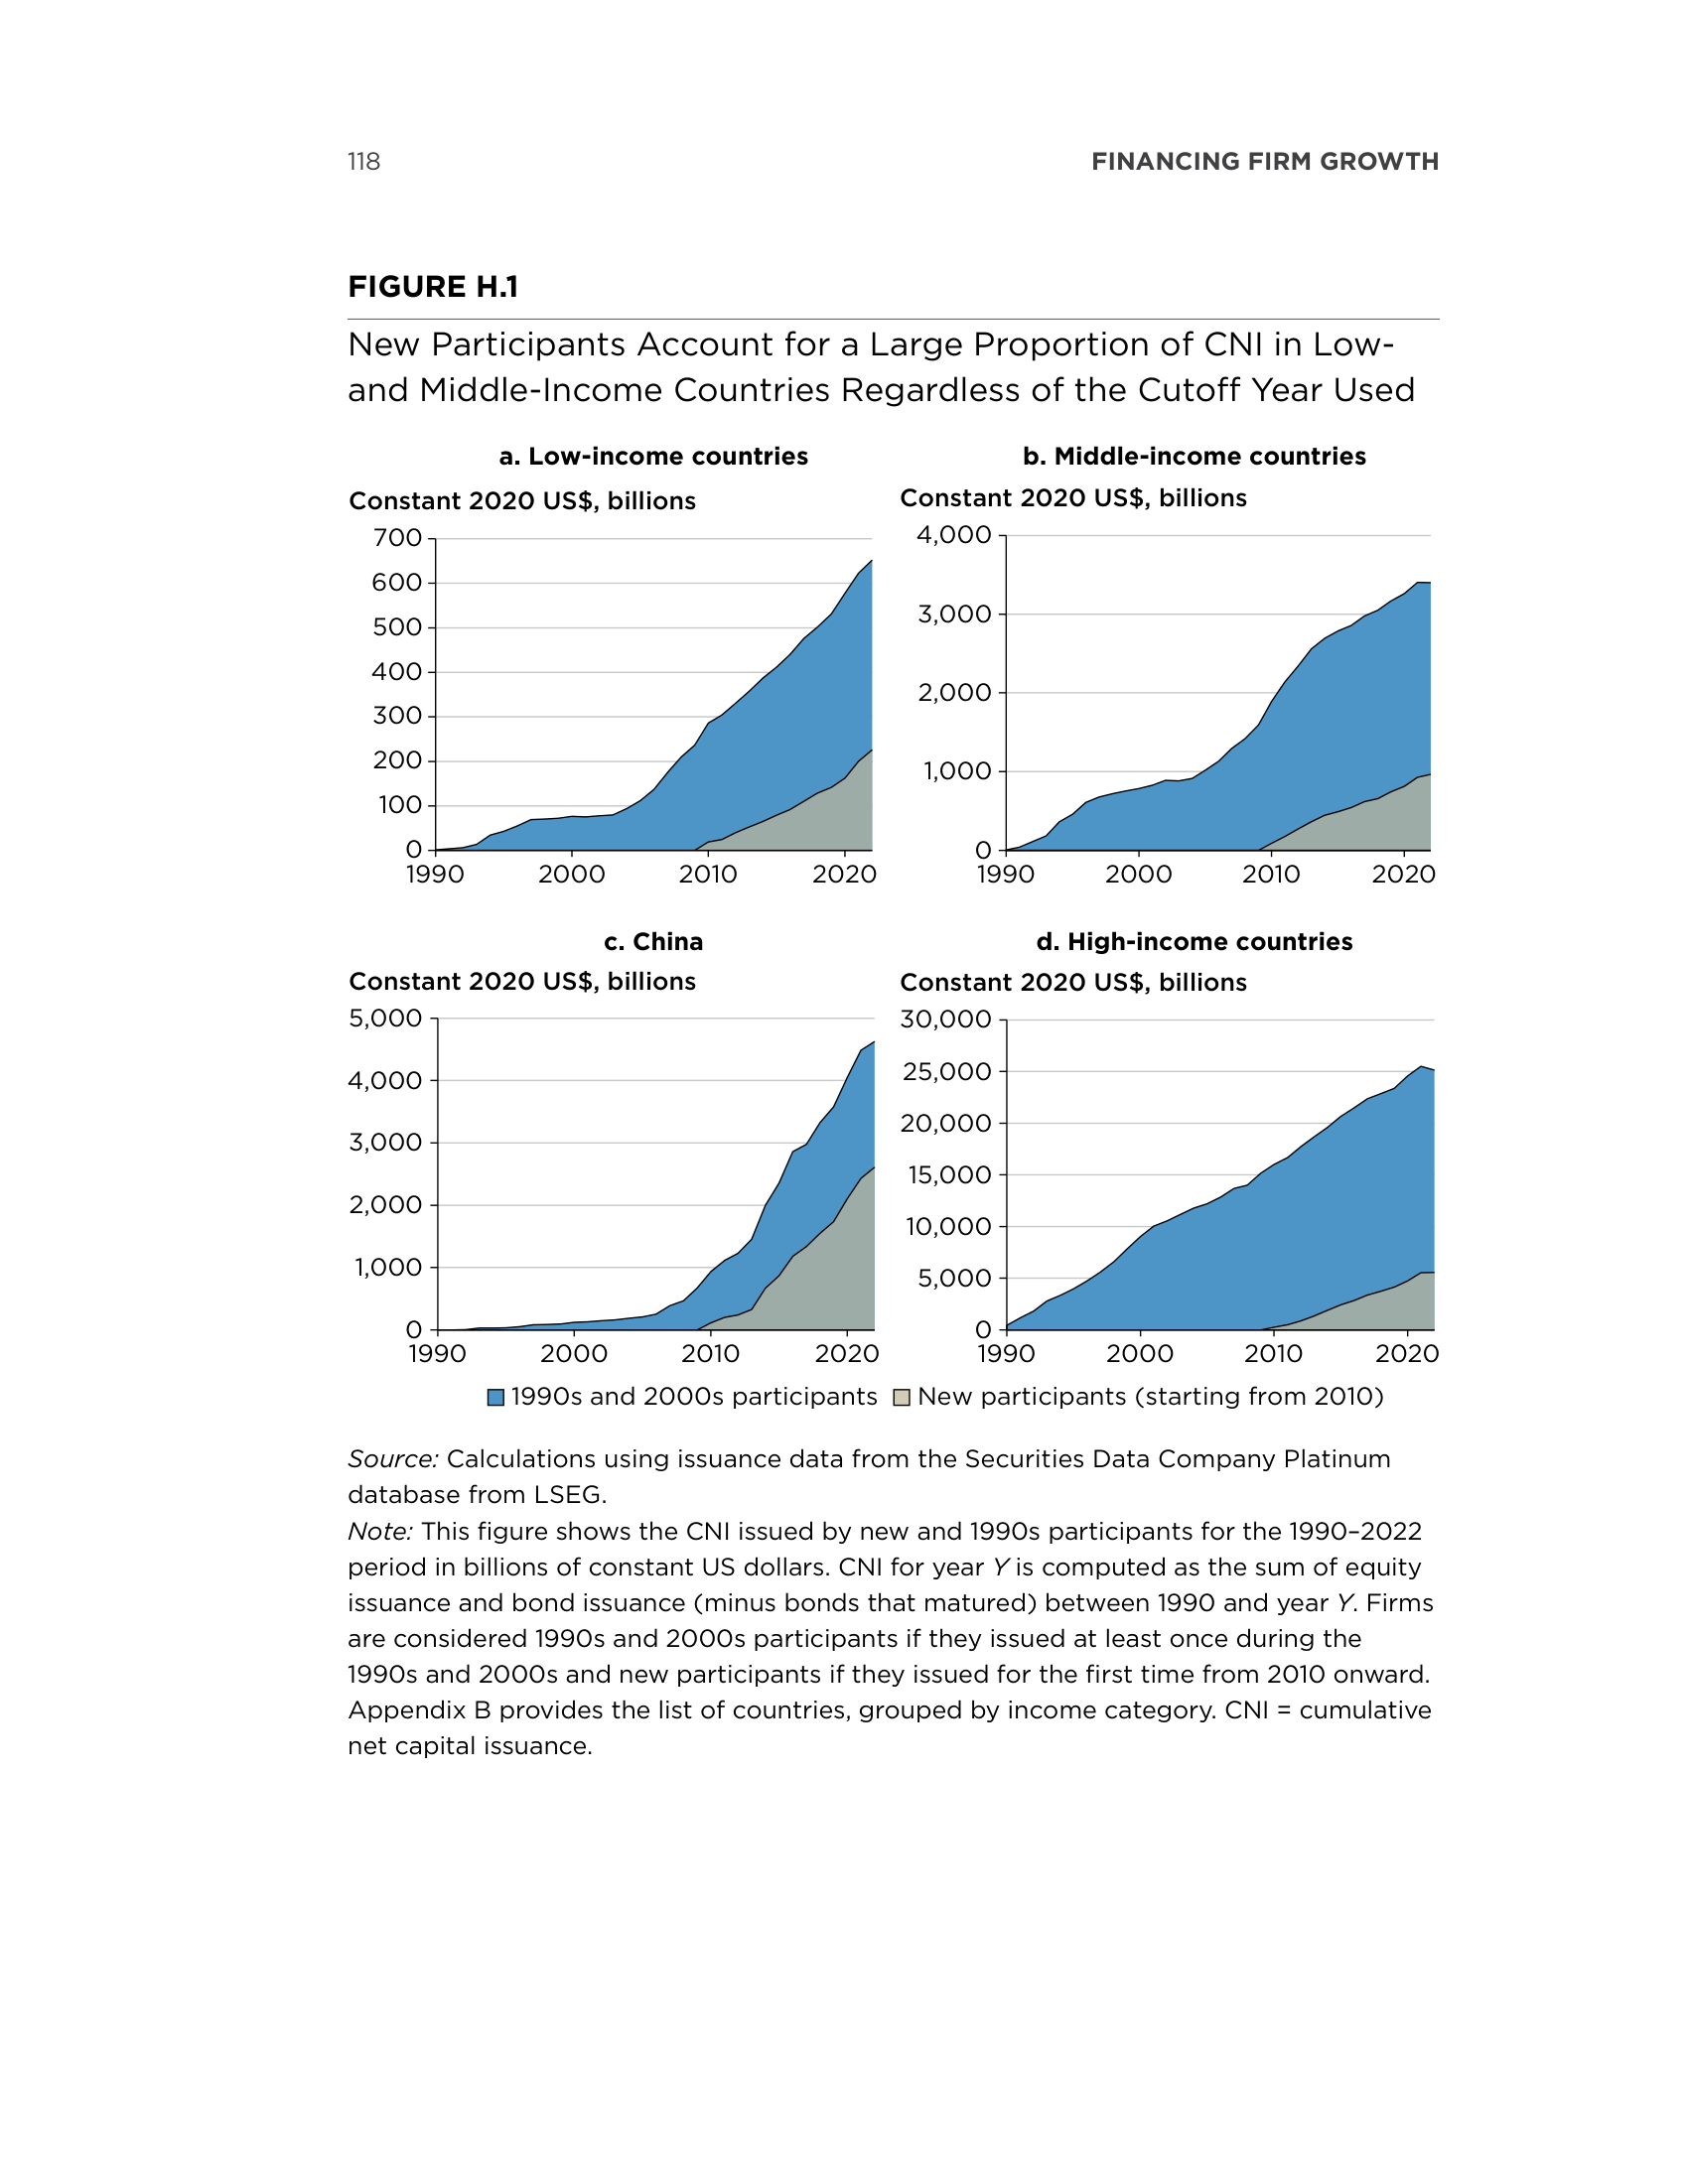 118
FINANCING FIRM GROWTH
FIGURE H.1
New Participants Account for a Large Proportion of CNI in Low-
and Middle-Income Countries Regardless of the Cutoff Year Used
a. Low-income countries
Constant 2020 US$, billions
700
600
500
400
300
200
100
0
1990 2000 2010 2020
b. Middle-income countries
Constant 2020 US$, billions
4,000
3,000
2,000
1,000
0
1990 2000 2010 2020
c. China
Constant 2020 US$, billions
5,000
4,000
3,000
2,000
1,000
0
1990 2000 2010 2020
d. High-income countries
Constant 2020 US$, billions
30,000
25,000
20,000
15,000
10,000
5,000
0
1990 2000 2010 2020
1990s and 2000s participants New participants (starting from 2010)
Source: Calculations using issuance data from the Securities Data Company Platinum
database from LSEG.
Note: This figure shows the CNI issued by new and 1990s participants for the 1990–2022
period in billions of constant US dollars. CNI for year Y is computed as the sum of equity
issuance and bond issuance (minus bonds that matured) between 1990 and year Y. Firms
are considered 1990s and 2000s participants if they issued at least once during the
1990s and 2000s and new participants if they issued for the first time from 2010 onward.
Appendix B provides the list of countries, grouped by income category. CNI = cumulative
net capital issuance.